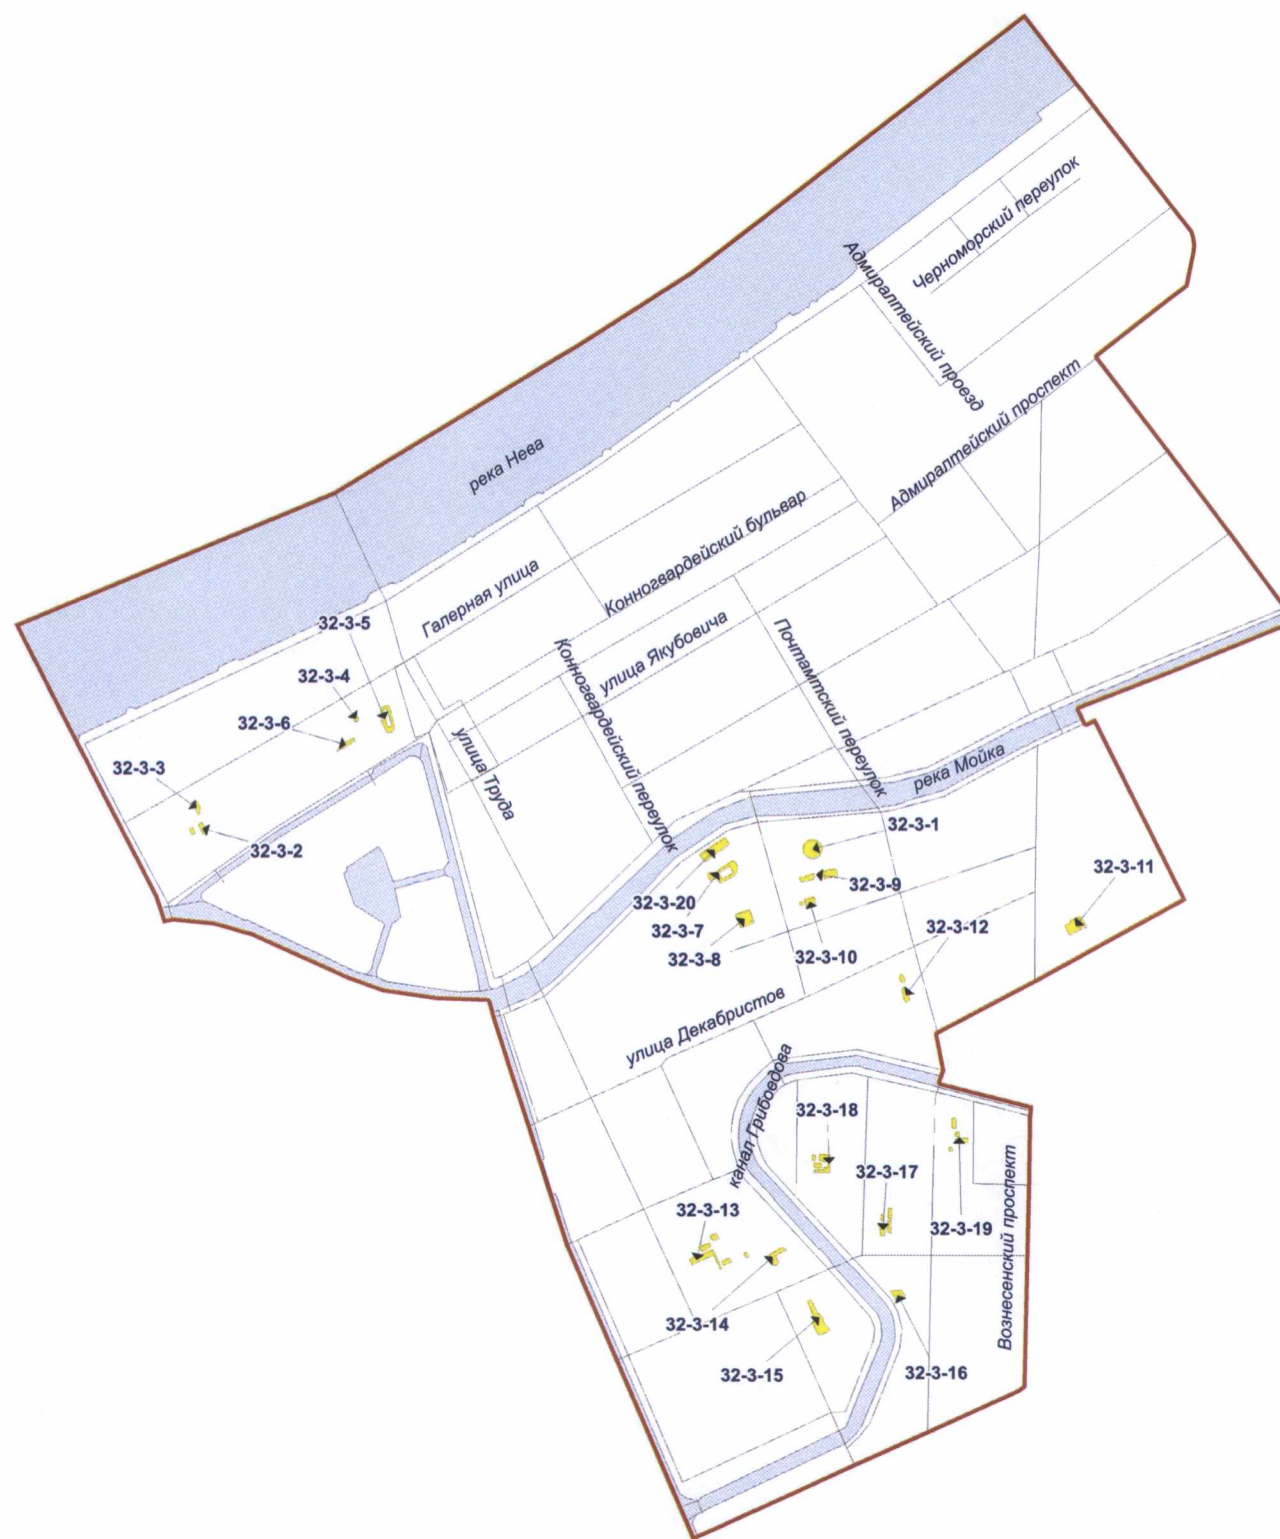 Черноморский переулок
Адмиралтейский проезд
Адмиралтейский проспект
река Нева
Конногвардейский бульвар
Галерная улица
32-3-5
улица Якубовича
Почтамтский переулок
Конногвардейский переулок
32-3-4
32-3-6
улица Труда
река Мойка
32-3-3
32-3-2
32-3-1
32-3-9
32-3-11
32-3-20
32-3-7
32-3-8
32-3-10
32-3-12
улица Декабристов
канал Грибоедова
32-3-18
32-3-17
32-3-13
32-3-19
Вознесенский проспект
32-3-14
32-3-15
32-3-16